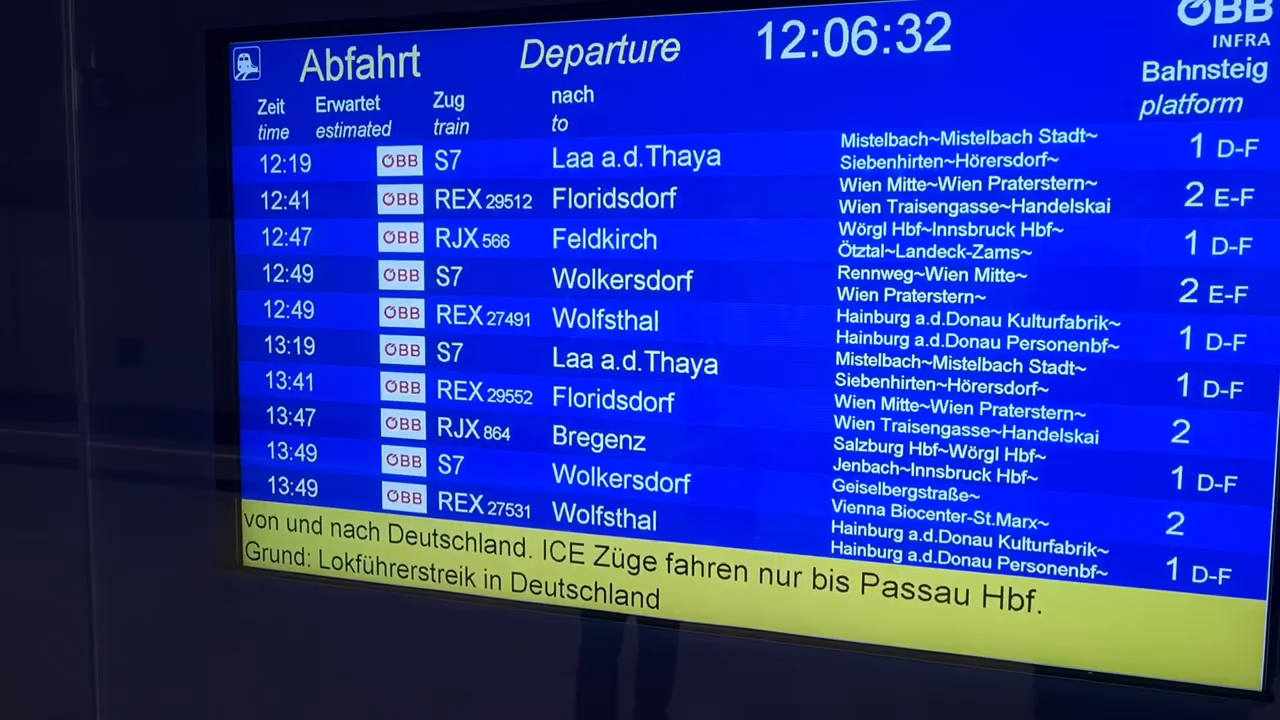 Abfahrt Departure 12:06:32 ÖBB
INFRA
Zeit Erwartet Zug nach Bahnsteig
time estimated train to platform
12:19 ÖBB S7 Laa a.d.Thaya Mistelbach~Mistelbach Stadt~ 1 D-F
Siebenhirten~Hörersdorf~
12:41 ÖBB REX 29512 Floridsdorf Wien Mitte~Wien Praterstern~ 2 E-F
Wien Traisengasse~Handelskai
12:47 ÖBB RJX 566 Feldkirch Wörgl Hbf~Innsbruck Hbf~ 1 D-F
Ötztal~Landeck-Zams~
12:49 ÖBB S7 Wolkersdorf Rennweg~Wien Mitte~ 2 E-F
Wien Praterstern~
12:49 ÖBB REX 27491 Wolfsthal Hainburg a.d.Donau Kulturfabrik~ 1 D-F
Hainburg a.d.Donau Personenbf~
13:19 ÖBB S7 Laa a.d.Thaya Mistelbach~Mistelbach Stadt~ 1 D-F
Siebenhirten~Hörersdorf~
13:41 ÖBB REX 29552 Floridsdorf Wien Mitte~Wien Praterstern~ 2
Wien Traisengasse~Handelskai
13:47 ÖBB RJX 864 Bregenz Salzburg Hbf~Wörgl Hbf~ 1 D-F
Jenbach~Innsbruck Hbf~
13:49 ÖBB S7 Wolkersdorf Geiselbergstraße~ 2
Vienna Biocenter-St.Marx~
13:49 ÖBB REX 27531 Wolfsthal Hainburg a.d.Donau Kulturfabrik~ 1 D-F
Hainburg a.d.Donau Personenbf~
von und nach Deutschland. ICE Züge fahren nur bis Passau Hbf.
Grund: Lokführerstreik in Deutschland